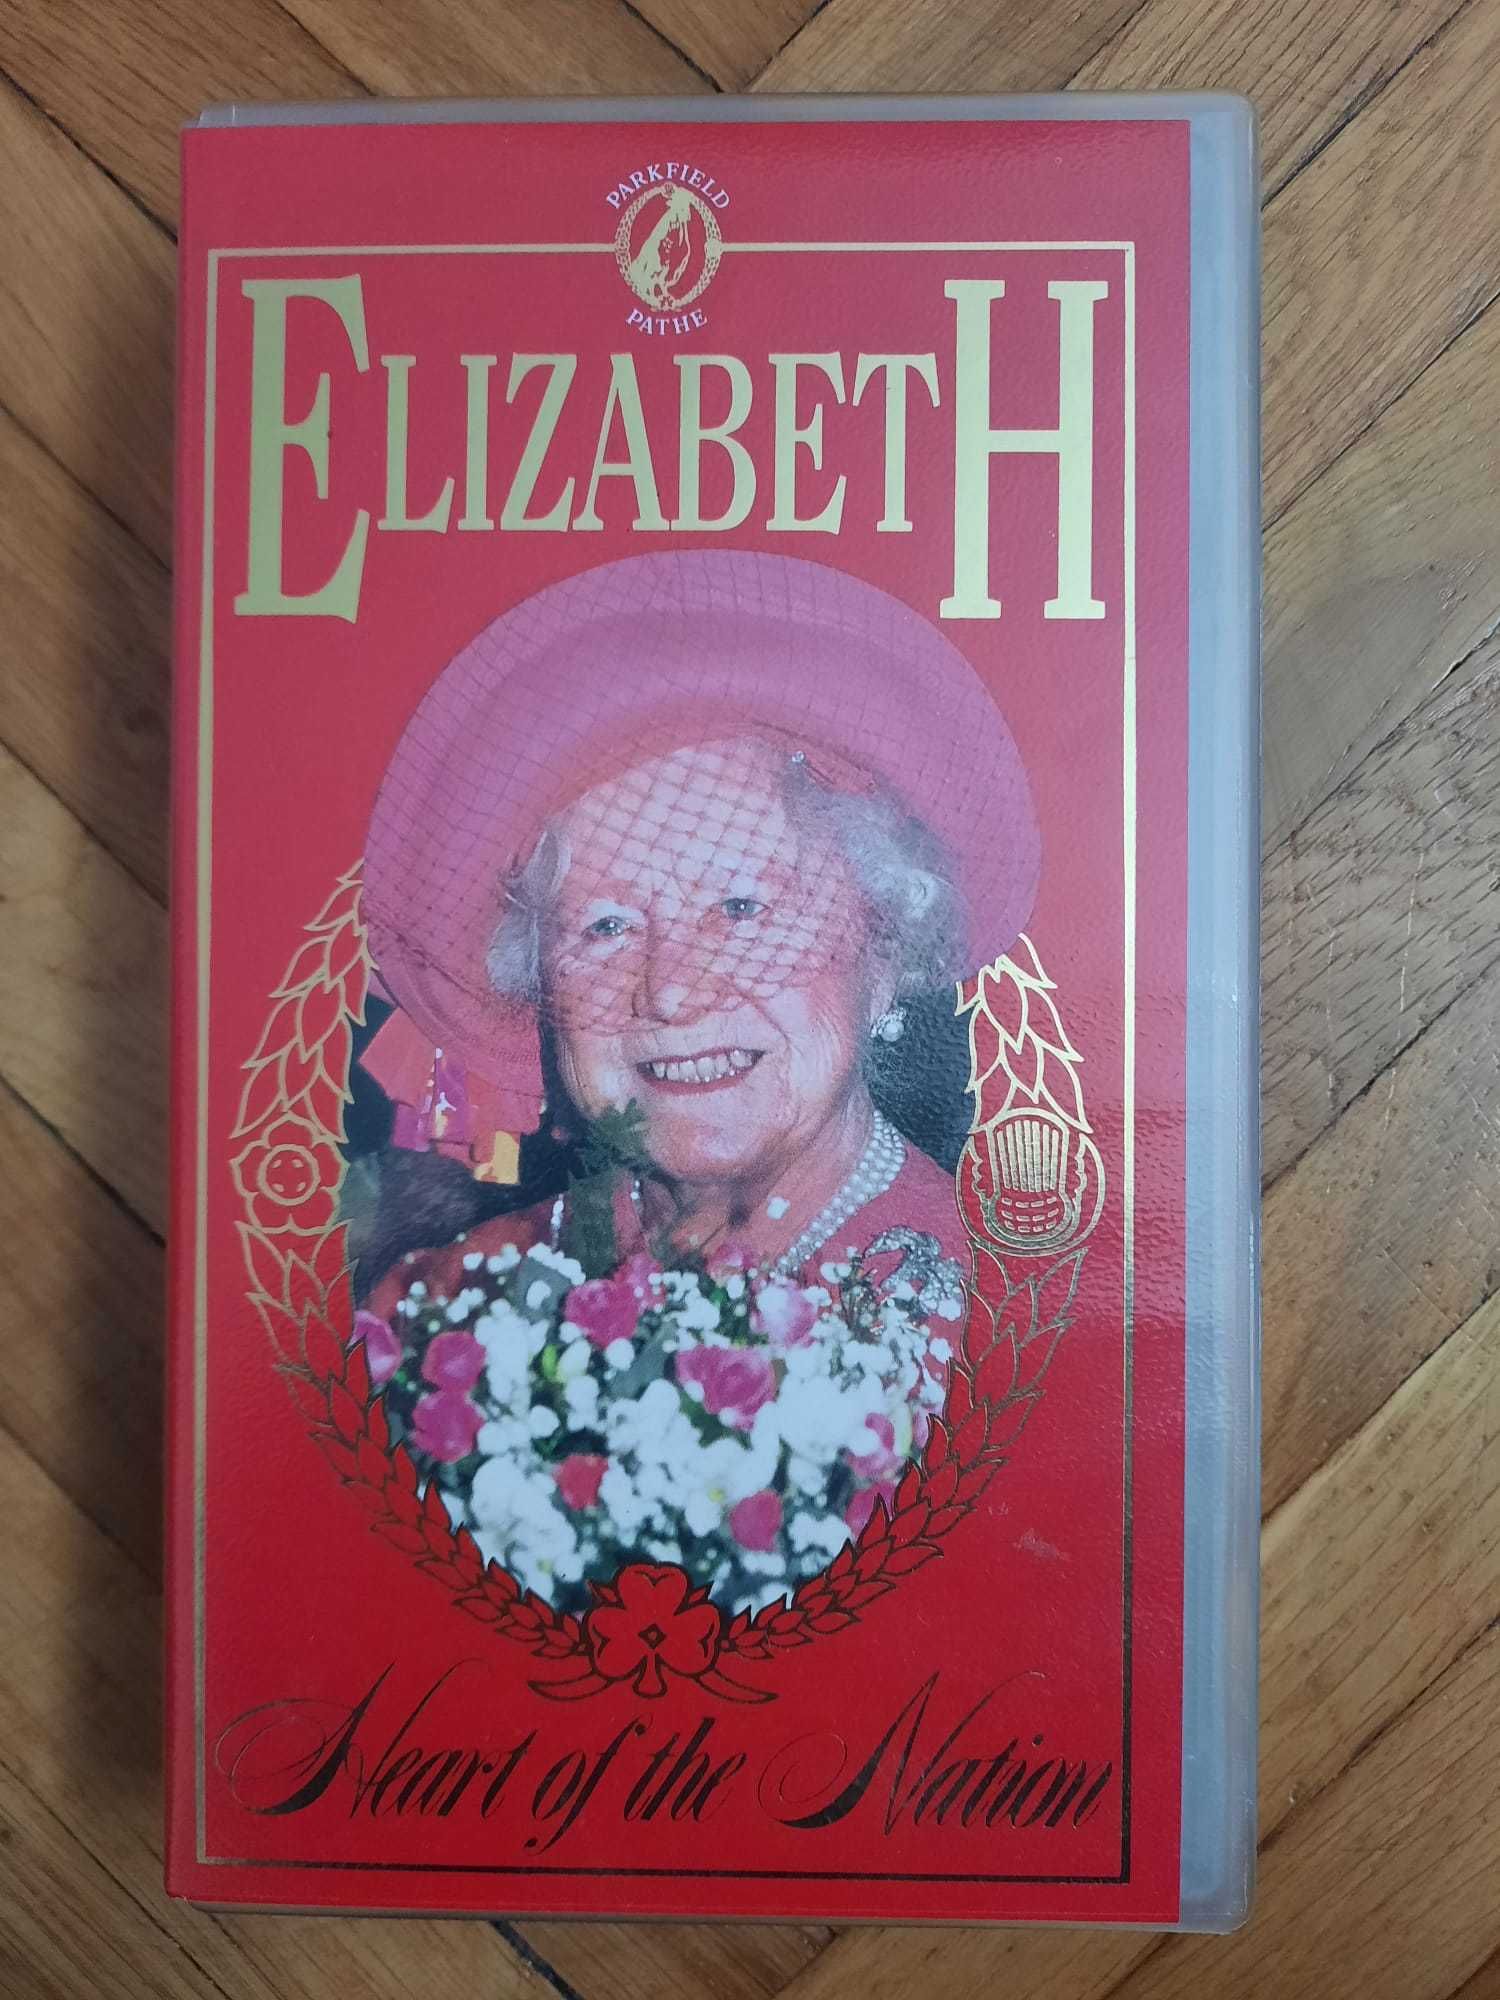 PARKFIELD
PATHE
ELIZABETH
Heart of the Nation